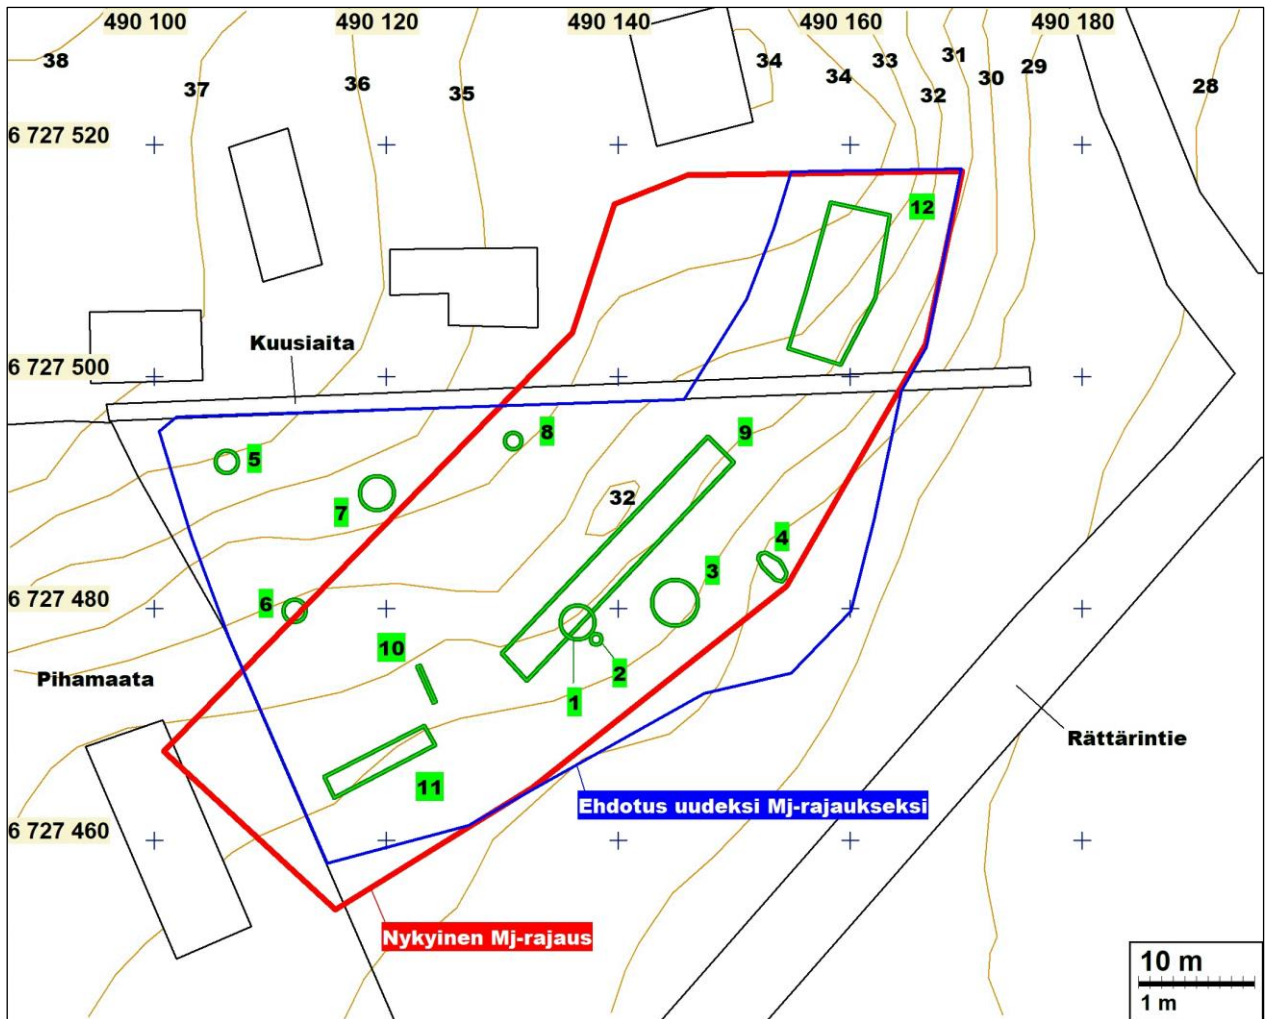 490 100
490 120
490 140
490 160
490 180
38
37
36
35
34
34
33
32
31
30
29
28
6 727 520
12
6 727 500
Kuusiaita
5
8
9
7
32
4
3
6 727 480
6
10
2
1
Pihamaata
Rättärintie
11
Ehdotus uudeksi Mj-rajaukseksi
6 727 460
Nykyinen Mj-rajaus
10 m
1 m